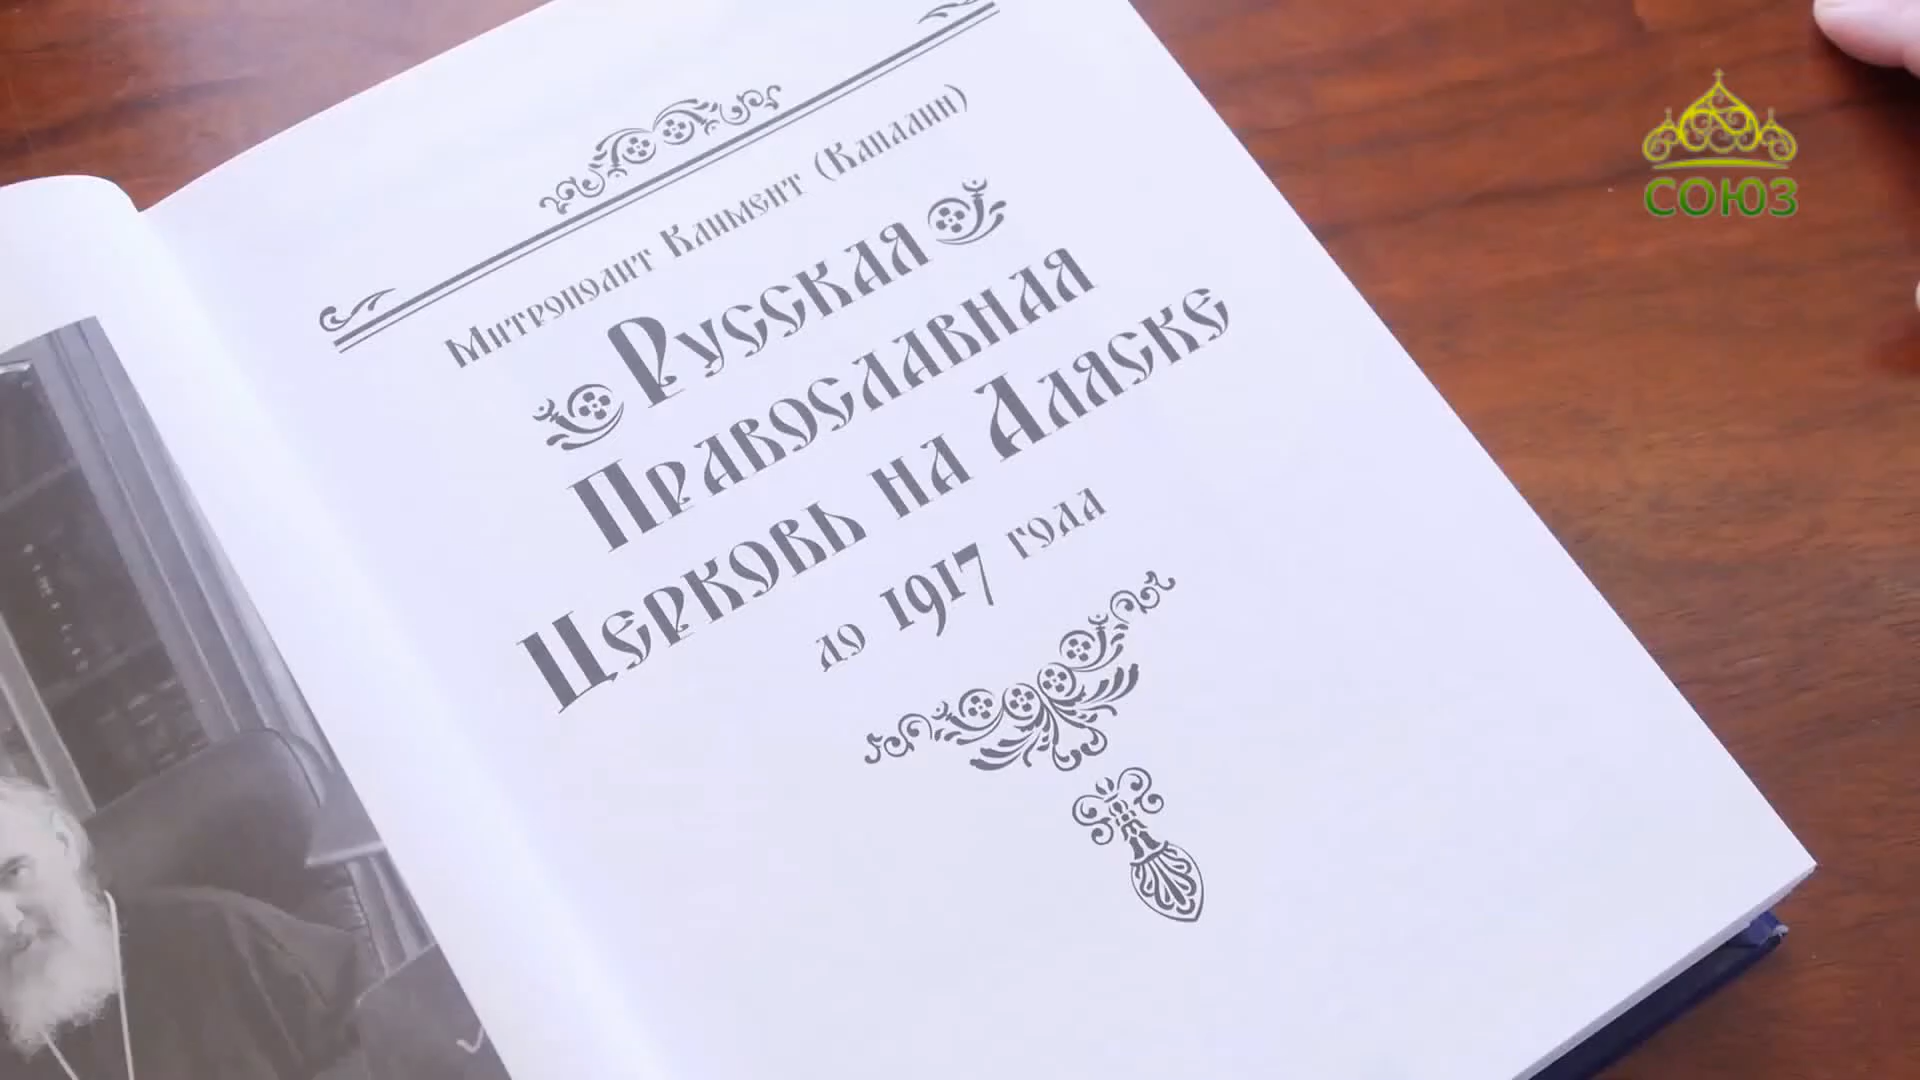 Митрополит Климент (Капалин)
Русская
Православная
Церковь на Аляске
до 1917 года
СОЮЗ